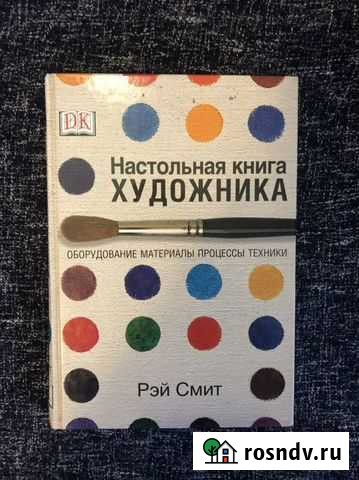 DK
Настольная книга
ХУДОЖНИКА
ОБОРУДОВАНИЕ МАТЕРИАЛЫ ПРОЦЕССЫ ТЕХНИКИ
Рэй Смит
rosndv.ru